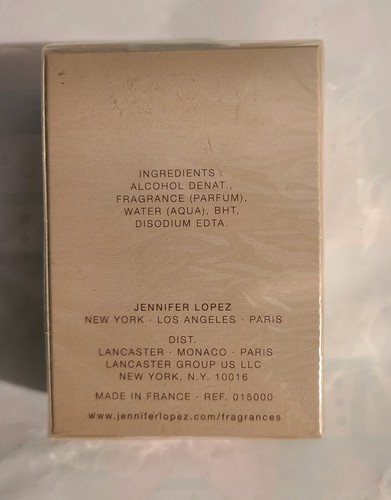 INGREDIENTS :
ALCOHOL DENAT.,
FRAGRANCE (PARFUM),
WATER (AQUA), BHT,
DISODIUM EDTA.
JENNIFER LOPEZ
NEW YORK · LOS ANGELES · PARIS
DIST.
LANCASTER · MONACO · PARIS
LANCASTER GROUP US LLC
NEW YORK, N.Y. 10016
MADE IN FRANCE · REF. 015000
www.jenniferlopez.com/fragrances